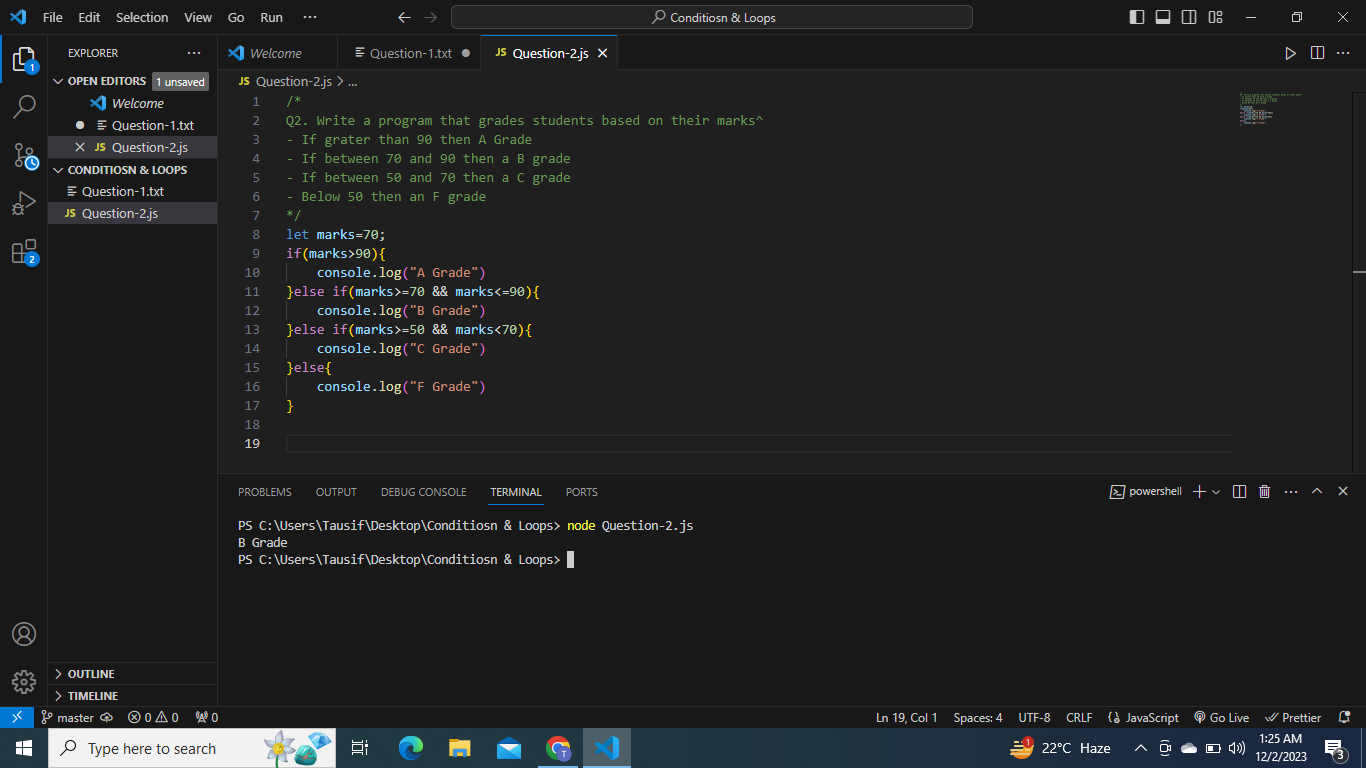 File Edit Selection View Go Run ··· Conditiosn & Loops
EXPLORER ···
OPEN EDITORS 1 unsaved
Welcome
Question-1.txt
JS Question-2.js
CONDITIOSN & LOOPS
Question-1.txt
JS Question-2.js
OUTLINE
TIMELINE
1
2
Welcome Question-1.txt JS Question-2.js
JS Question-2.js > ...
1 /*
2 Q2. Write a program that grades students based on their marks^
3 - If grater than 90 then A Grade
4 - If between 70 and 90 then a B grade
5 - If between 50 and 70 then a C grade
6 - Below 50 then an F grade
7 */
8 let marks=70;
9 if(marks>90){
10 console.log("A Grade")
11 }else if(marks>=70 && marks<=90){
12 console.log("B Grade")
13 }else if(marks>=50 && marks<70){
14 console.log("C Grade")
15 }else{
16 console.log("F Grade")
17 }
18
19
PROBLEMS OUTPUT DEBUG CONSOLE TERMINAL PORTS powershell
PS C:\Users\Tausif\Desktop\Conditiosn & Loops> node Question-2.js
B Grade
PS C:\Users\Tausif\Desktop\Conditiosn & Loops>
master 0 0 0 Ln 19, Col 1 Spaces: 4 UTF-8 CRLF {} JavaScript Go Live Prettier
Type here to search T 1 22°C Haze 1:25 AM
12/2/2023 3